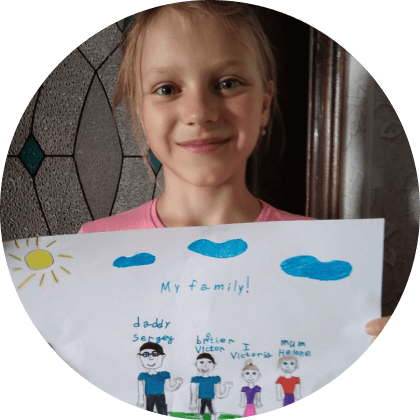 My family!
daddy
Sergey
brother
Victor
I
Victoria
mum
Helene